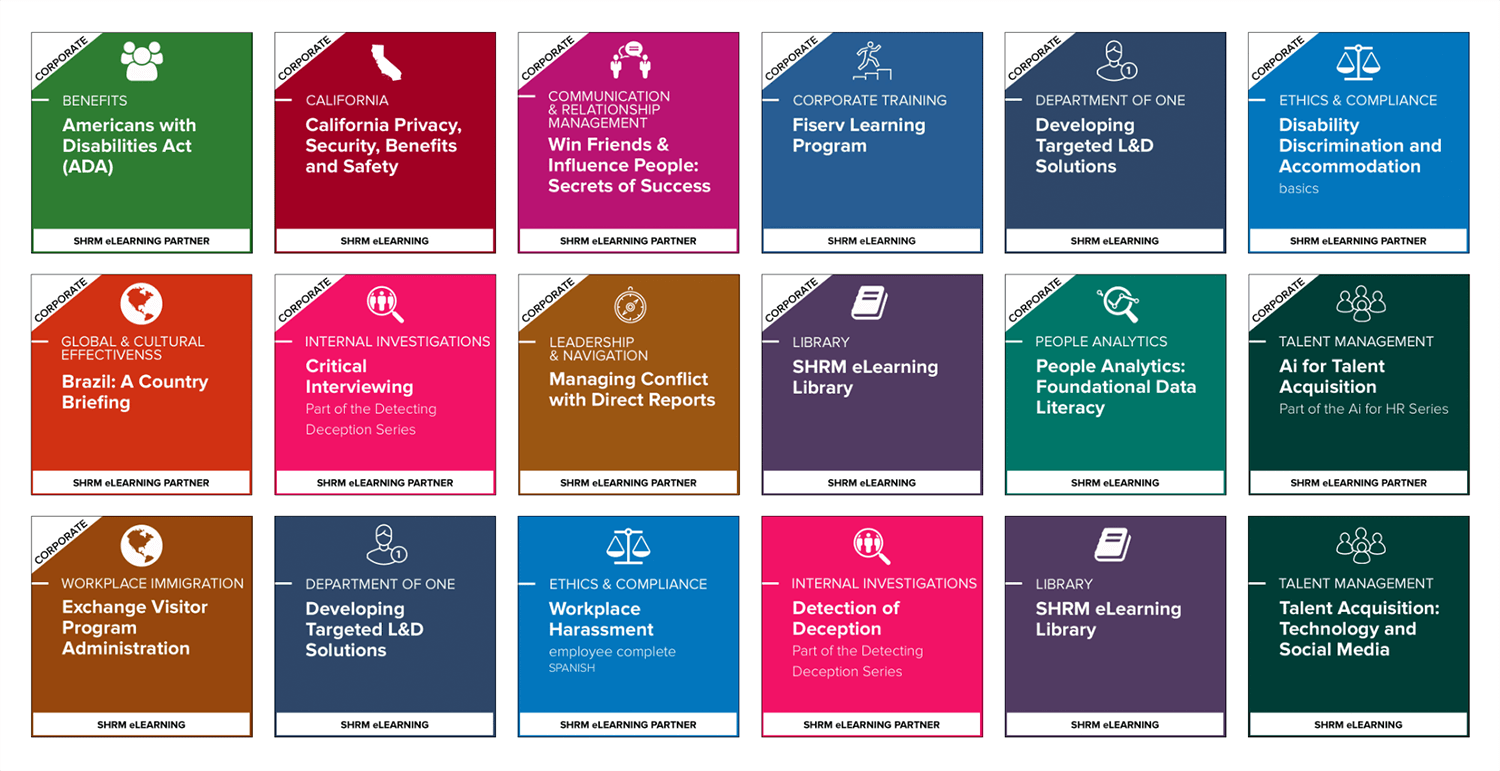 CORPORATE
BENEFITS
Americans with
Disabilities Act
(ADA)
SHRM eLEARNING PARTNER
CORPORATE
CALIFORNIA
California Privacy,
Security, Benefits
and Safety
SHRM eLEARNING
CORPORATE
COMMUNICATION
& RELATIONSHIP
MANAGEMENT
Win Friends &
Influence People:
Secrets of Success
SHRM eLEARNING PARTNER
CORPORATE
CORPORATE TRAINING
Fiserv Learning
Program
SHRM eLEARNING
CORPORATE
1
DEPARTMENT OF ONE
Developing
Targeted L&D
Solutions
SHRM eLEARNING
CORPORATE
ETHICS & COMPLIANCE
Disability
Discrimination and
Accommodation
basics
SHRM eLEARNING PARTNER
CORPORATE
GLOBAL & CULTURAL
EFFECTIVENSS
Brazil: A Country
Briefing
SHRM eLEARNING PARTNER
CORPORATE
INTERNAL INVESTIGATIONS
Critical
Interviewing
Part of the Detecting
Deception Series
SHRM eLEARNING PARTNER
CORPORATE
LEADERSHIP
& NAVIGATION
Managing Conflict
with Direct Reports
SHRM eLEARNING PARTNER
CORPORATE
LIBRARY
SHRM eLearning
Library
SHRM eLEARNING
CORPORATE
PEOPLE ANALYTICS
People Analytics:
Foundational Data
Literacy
SHRM eLEARNING
CORPORATE
TALENT MANAGEMENT
Ai for Talent
Acquisition
Part of the Ai for HR Series
SHRM eLEARNING PARTNER
CORPORATE
WORKPLACE IMMIGRATION
Exchange Visitor
Program
Administration
SHRM eLEARNING
1
DEPARTMENT OF ONE
Developing
Targeted L&D
Solutions
SHRM eLEARNING
ETHICS & COMPLIANCE
Workplace
Harassment
employee complete
SPANISH
SHRM eLEARNING PARTNER
INTERNAL INVESTIGATIONS
Detection of
Deception
Part of the Detecting
Deception Series
SHRM eLEARNING PARTNER
LIBRARY
SHRM eLearning
Library
SHRM eLEARNING
TALENT MANAGEMENT
Talent Acquisition:
Technology and
Social Media
SHRM eLEARNING